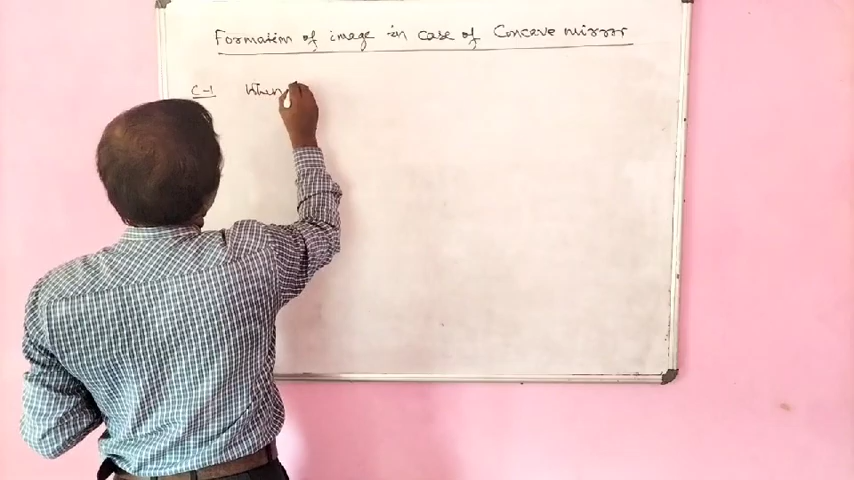 Formation of image in case of Concave mirror
C-1 When